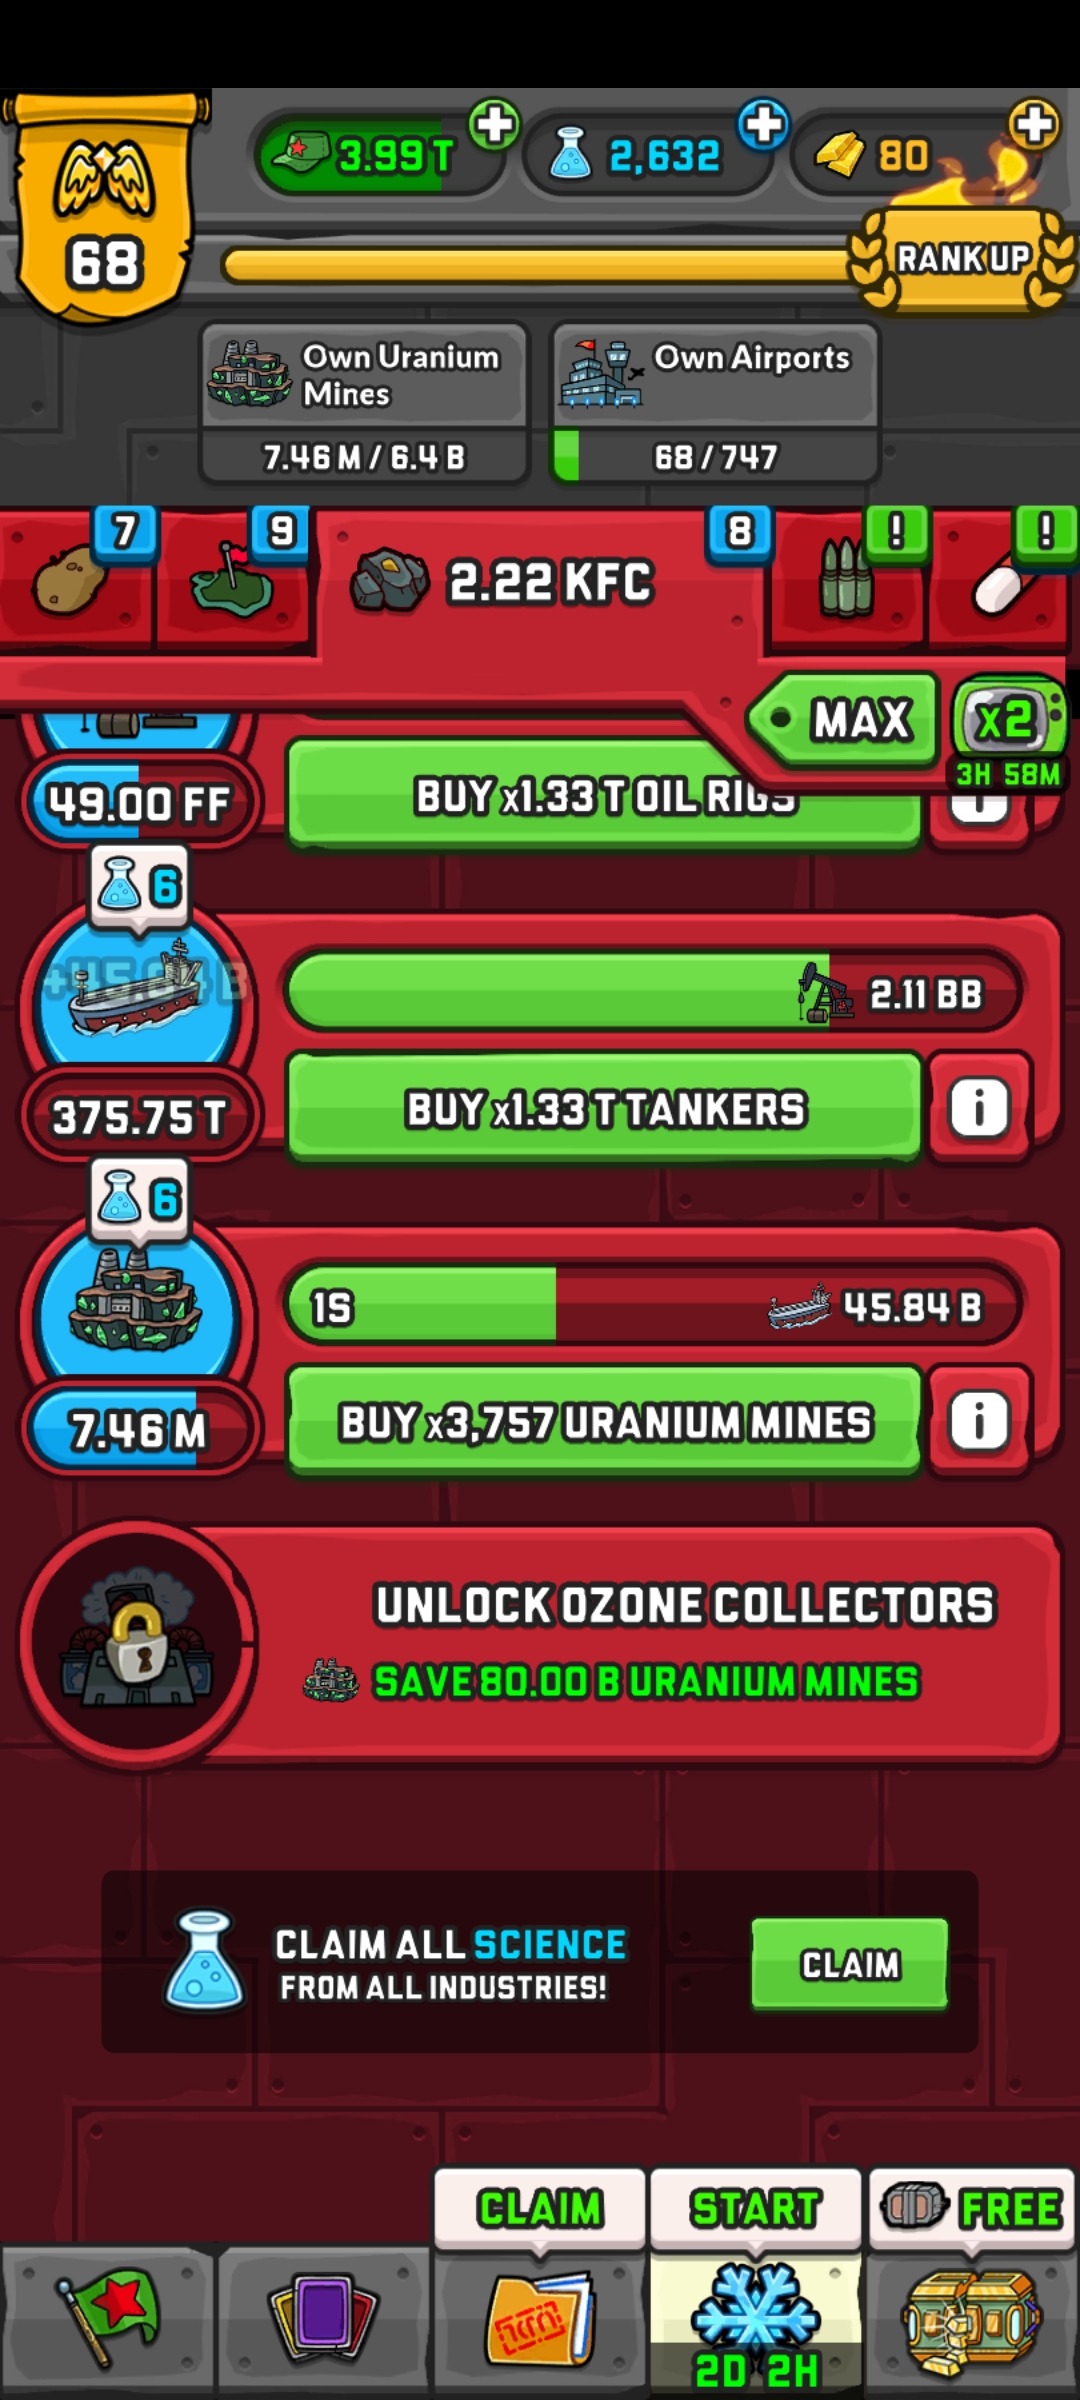 3.99 T
2,632
80
68
RANK UP
Own Uranium
Mines
7.46 M / 6.4 B
Own Airports
68 / 747
7
9
2.22 KFC
8
!
!
MAX
x2
3H 58M
49.00 FF
BUY x1.33 T OIL RIGS
6
+45.84 B
2.11 BB
375.75 T
BUY x1.33 T TANKERS
i
6
1S
45.84 B
7.46 M
BUY x3,757 URANIUM MINES
i
UNLOCK OZONE COLLECTORS
SAVE 80.00 B URANIUM MINES
CLAIM ALL SCIENCE
FROM ALL INDUSTRIES!
CLAIM
CLAIM
START
FREE
2D 2H